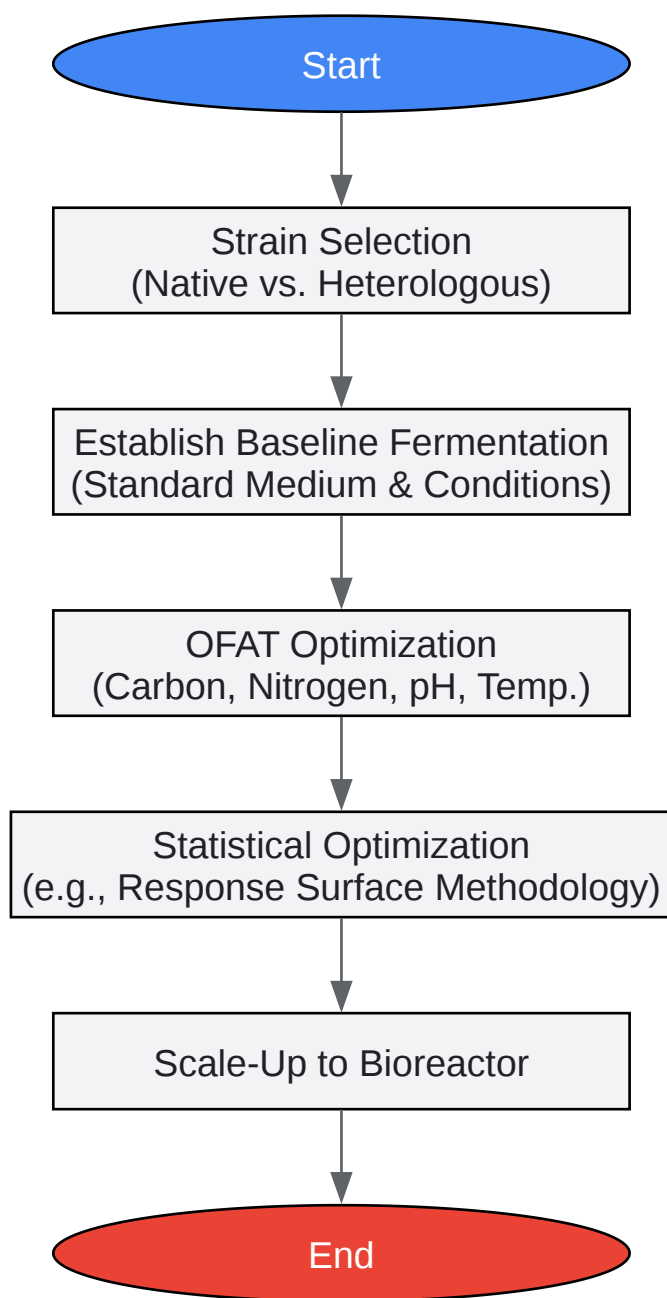 Start
Strain Selection
(Native vs. Heterologous)
Establish Baseline Fermentation
(Standard Medium & Conditions)
OFAT Optimization
(Carbon, Nitrogen, pH, Temp.)
Statistical Optimization
(e.g., Response Surface Methodology)
Scale-Up to Bioreactor
End